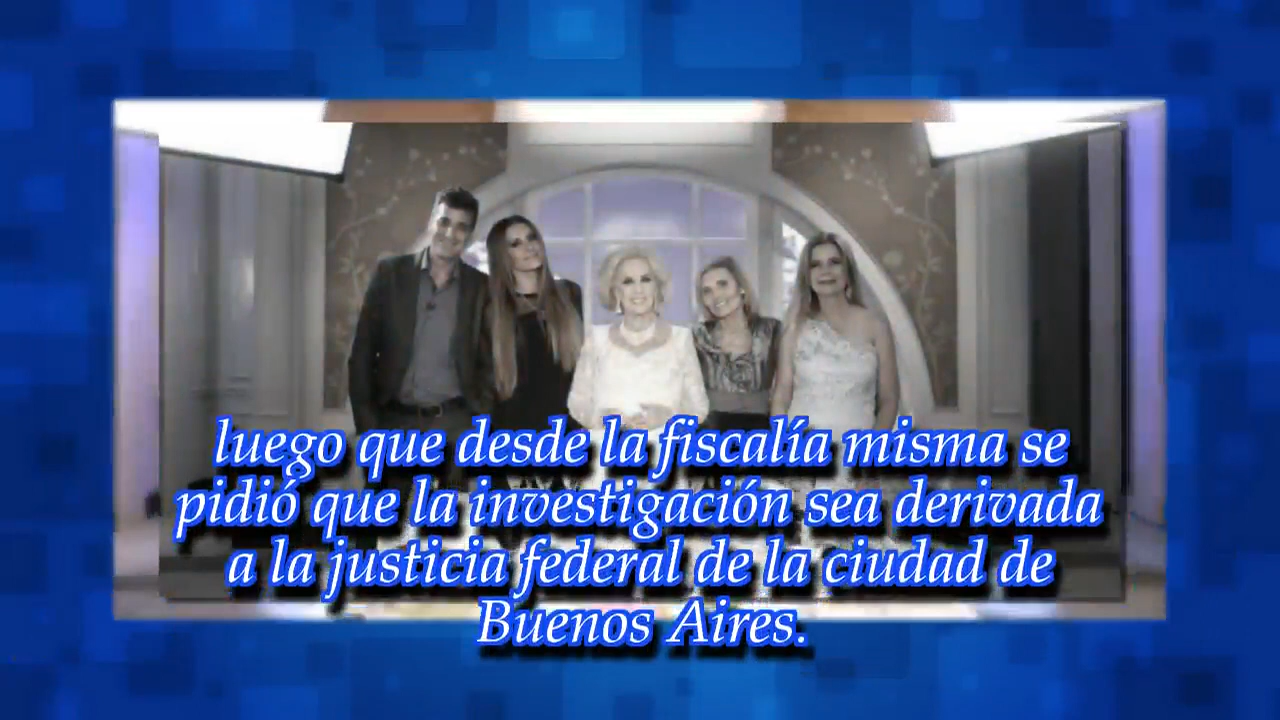 luego que desde la fiscalía misma se
pidió que la investigación sea derivada
a la justicia federal de la ciudad de
Buenos Aires.